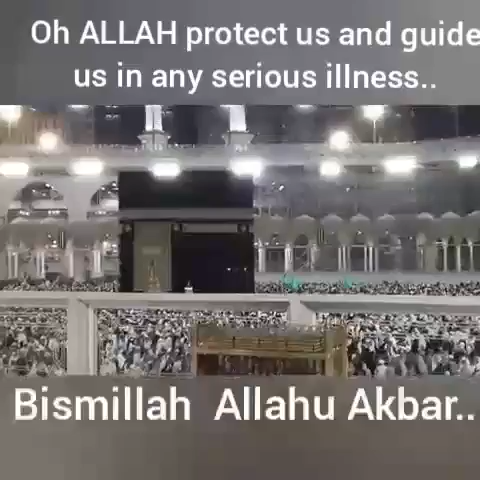 Oh ALLAH protect us and guide
us in any serious illness..
Bismillah Allahu Akbar..